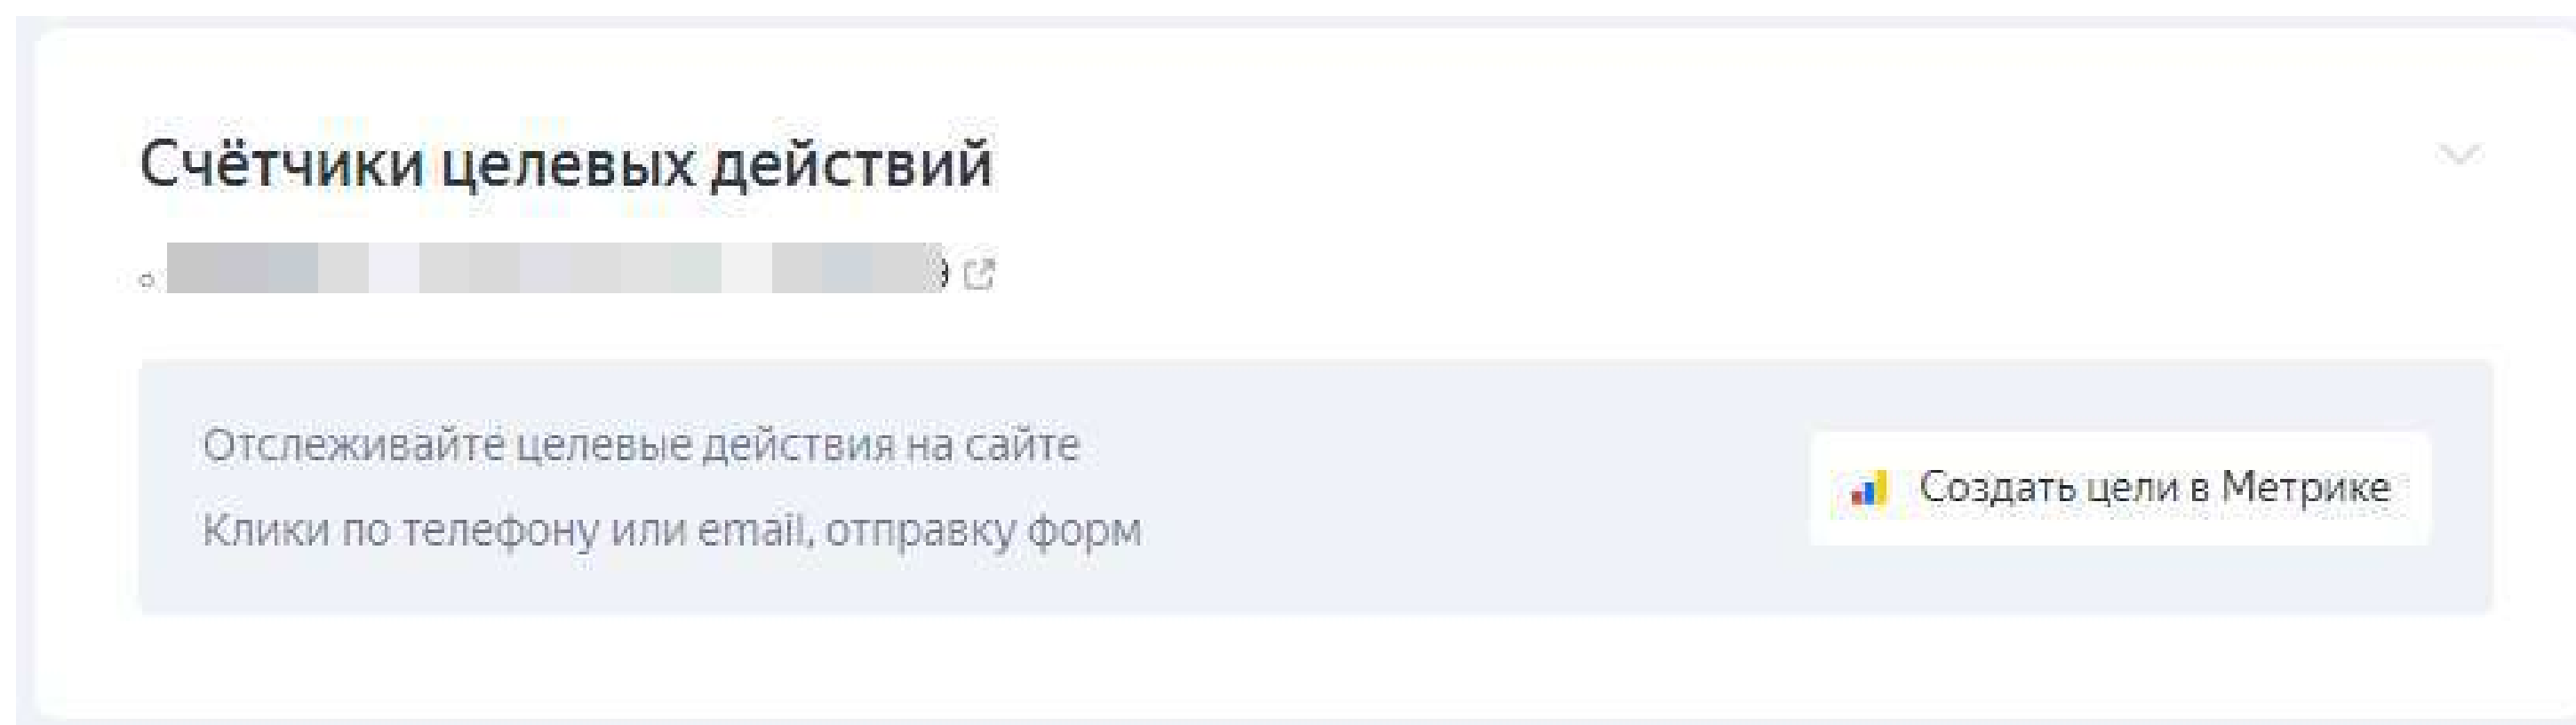 Счётчики целевых действий
Отслеживайте целевые действия на сайте
Клики по телефону или email, отправку форм
Создать цели в Метрике